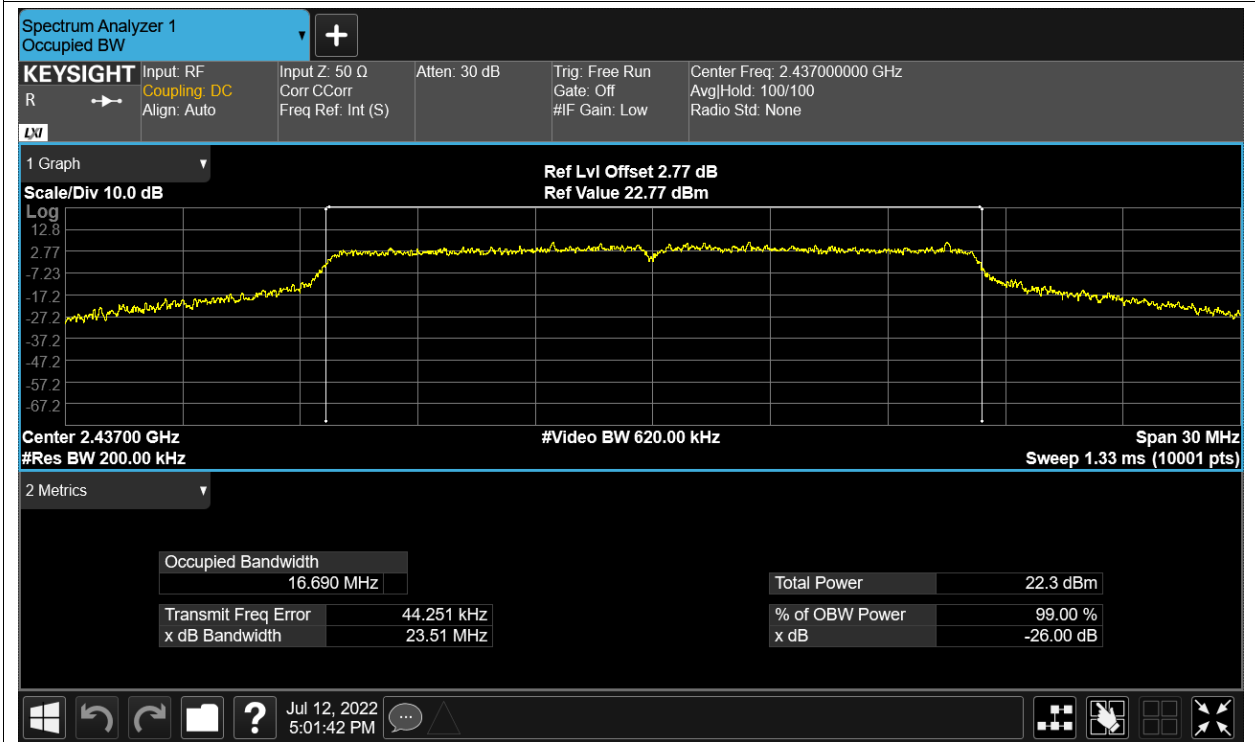 Spectrum Analyzer 1
Occupied BW
+
KEYSIGHT
R
LXI
Input: RF
Coupling: DC
Align: Auto
Input Z: 50 Ω
Corr CCorr
Freq Ref: Int (S)
Atten: 30 dB
Trig: Free Run
Gate: Off
#IF Gain: Low
Center Freq: 2.437000000 GHz
Avg|Hold: 100/100
Radio Std: None
1 Graph
Scale/Div 10.0 dB
Ref Lvl Offset 2.77 dB
Ref Value 22.77 dBm
Log
12.8
2.77
-7.23
-17.2
-27.2
-37.2
-47.2
-57.2
-67.2
Center 2.43700 GHz
#Res BW 200.00 kHz
#Video BW 620.00 kHz
Span 30 MHz
Sweep 1.33 ms (10001 pts)
2 Metrics
Occupied Bandwidth
16.690 MHz
Transmit Freq Error 44.251 kHz
x dB Bandwidth 23.51 MHz
Total Power 22.3 dBm
% of OBW Power 99.00 %
x dB -26.00 dB
?
Jul 12, 2022
5:01:42 PM